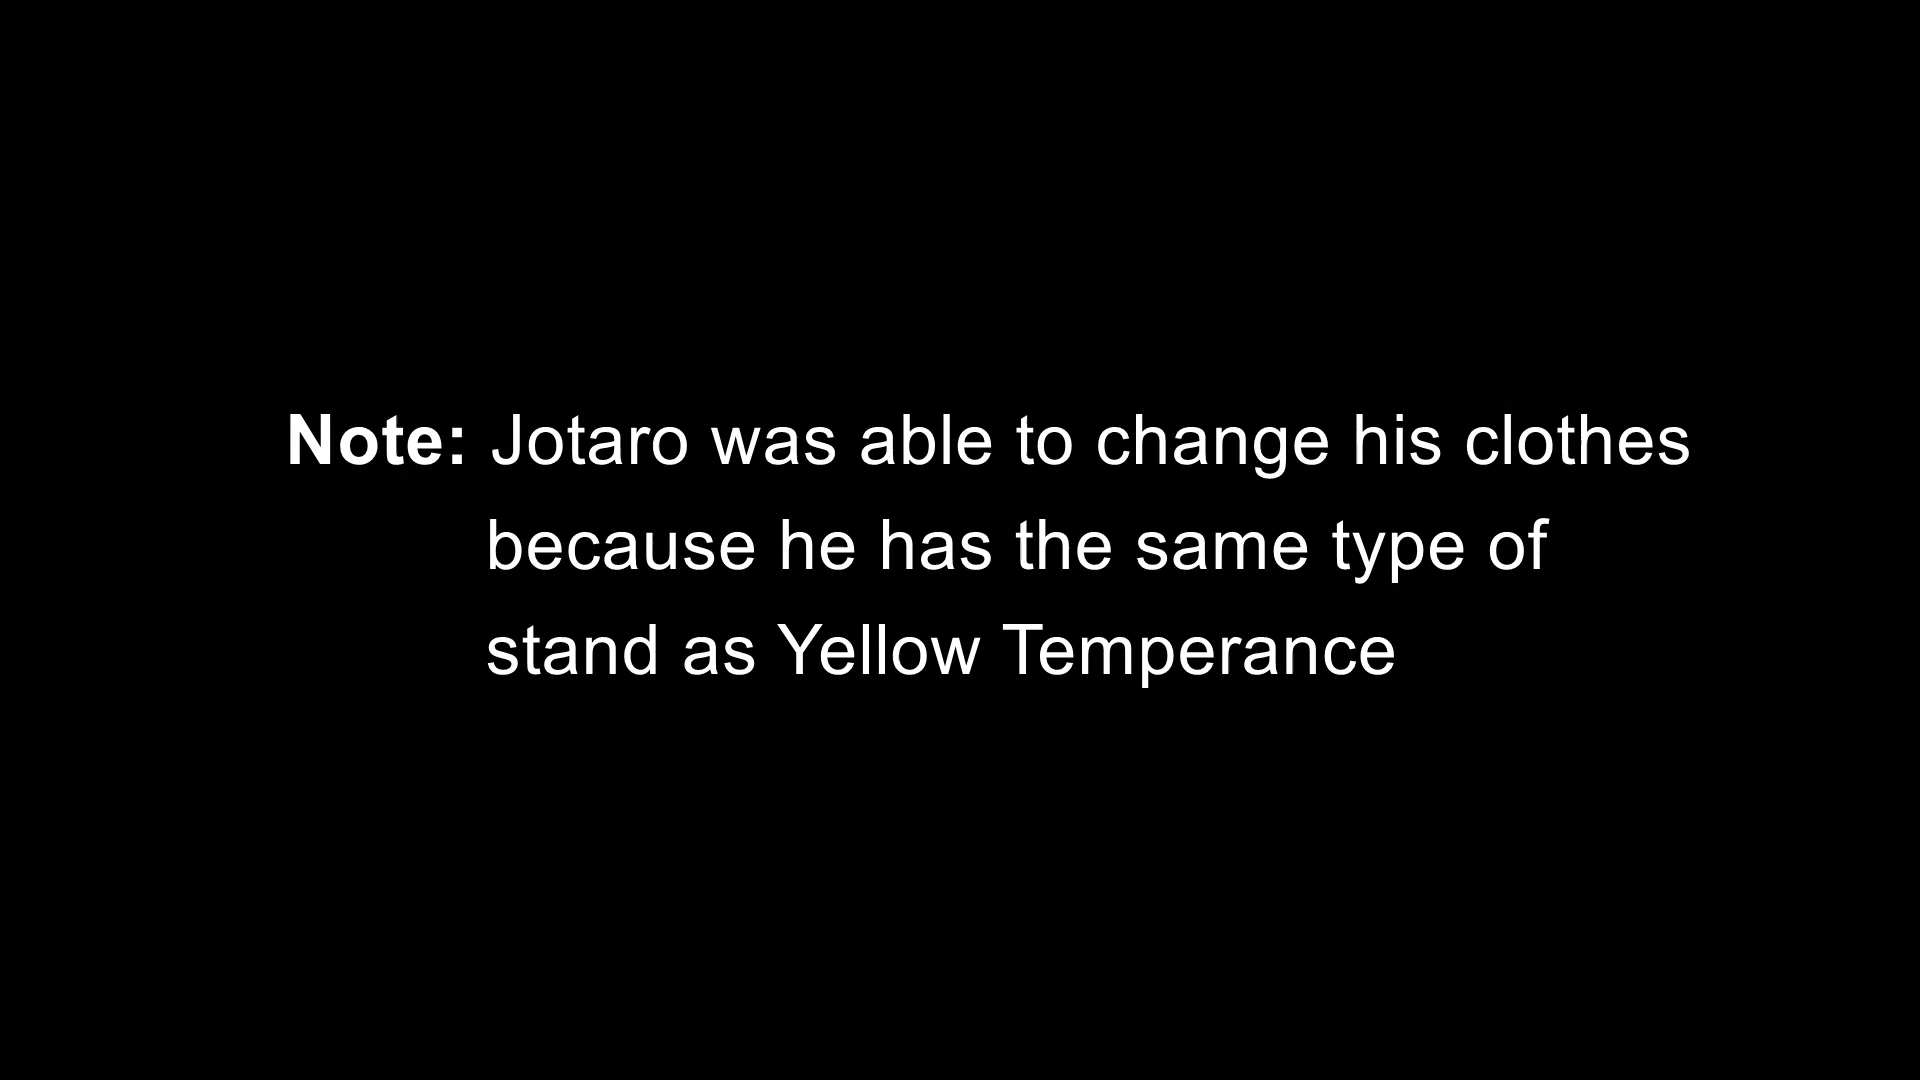 Note: Jotaro was able to change his clothes
because he has the same type of
stand as Yellow Temperance